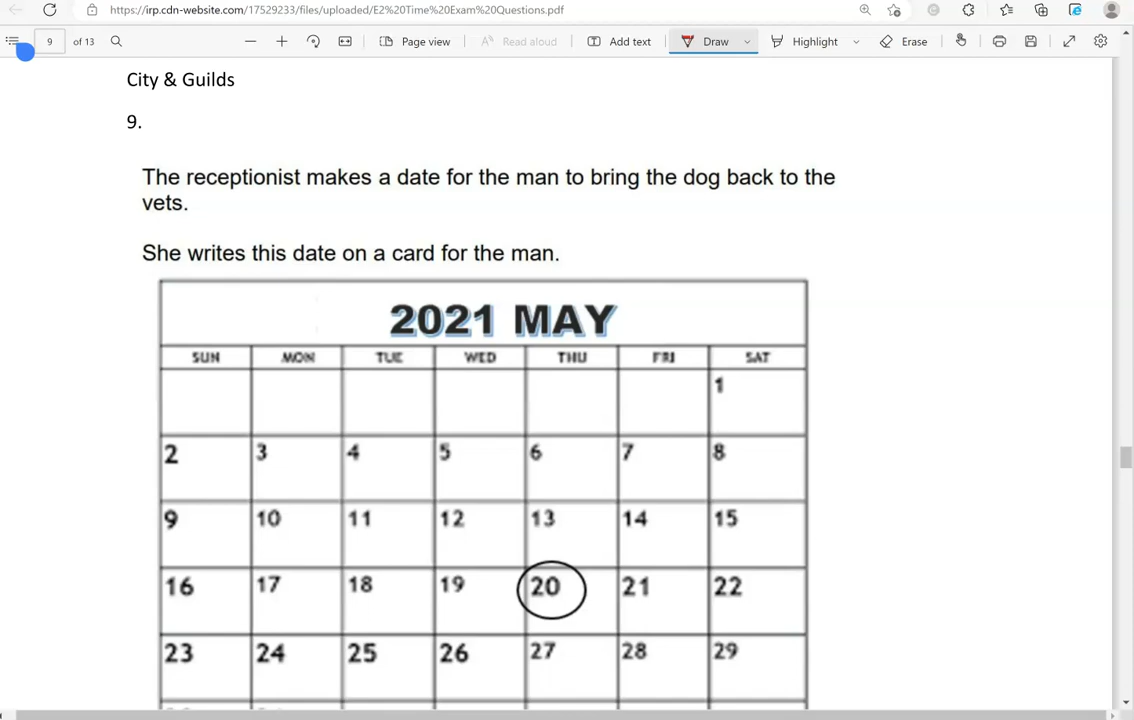 https://irp.cdn-website.com/17529233/files/uploaded/E2%20Time%20Exam%20Questions.pdf
9 of 13 Page view Read aloud Add text Draw Highlight Erase
City & Guilds
9.
The receptionist makes a date for the man to bring the dog back to the
vets.
She writes this date on a card for the man.
2021 MAY
SUN MON TUE WED THU FRI SAT
1
2 3 4 5 6 7 8
9 10 11 12 13 14 15
16 17 18 19 20 21 22
23 24 25 26 27 28 29